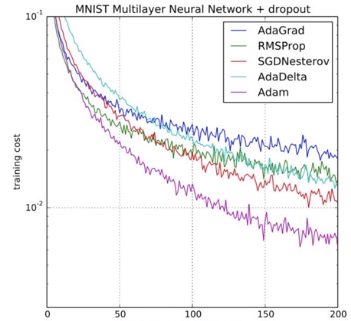 MNIST Multilayer Neural Network + dropout
10⁻¹
AdaGrad
RMSProp
SGDNesterov
AdaDelta
Adam
training cost
10⁻²
0 50 100 150 200